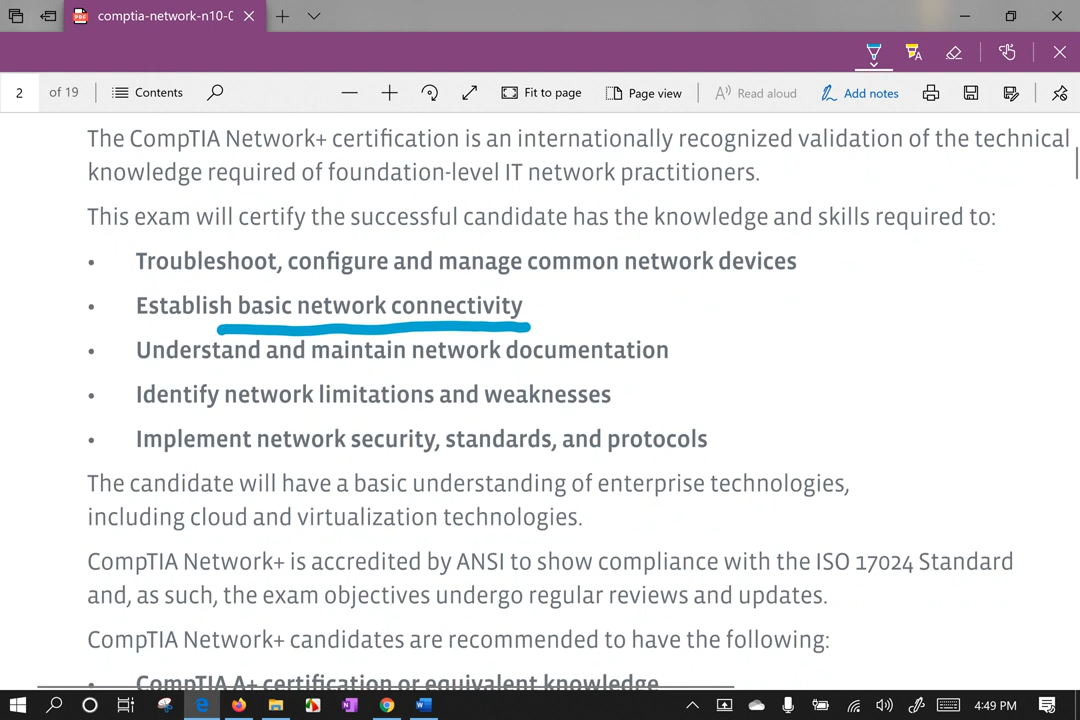 comptia-network-n10-0
2 of 19 Contents Fit to page Page view Read aloud Add notes
The CompTIA Network+ certification is an internationally recognized validation of the technical
knowledge required of foundation-level IT network practitioners.
This exam will certify the successful candidate has the knowledge and skills required to:
• Troubleshoot, configure and manage common network devices
• Establish basic network connectivity
• Understand and maintain network documentation
• Identify network limitations and weaknesses
• Implement network security, standards, and protocols
The candidate will have a basic understanding of enterprise technologies,
including cloud and virtualization technologies.
CompTIA Network+ is accredited by ANSI to show compliance with the ISO 17024 Standard
and, as such, the exam objectives undergo regular reviews and updates.
CompTIA Network+ candidates are recommended to have the following:
• CompTIA A+ certification or equivalent knowledge
4:49 PM